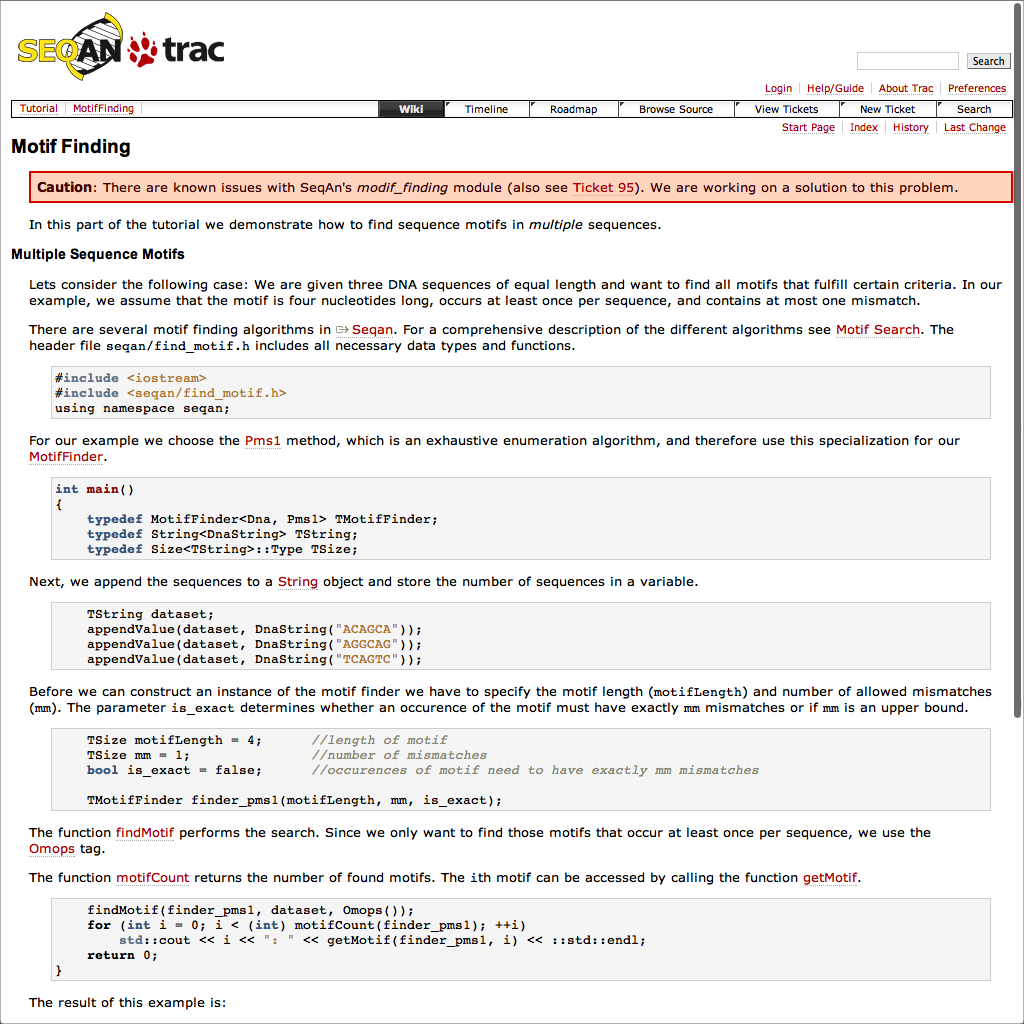 SEQAN trac
Search
Login Help/Guide About Trac Preferences
Tutorial MotifFinding Wiki Timeline Roadmap Browse Source View Tickets New Ticket Search
Start Page Index History Last Change
Motif Finding
Caution: There are known issues with SeqAn's modif_finding module (also see Ticket 95). We are working on a solution to this problem.
In this part of the tutorial we demonstrate how to find sequence motifs in multiple sequences.
Multiple Sequence Motifs
Lets consider the following case: We are given three DNA sequences of equal length and want to find all motifs that fulfill certain criteria. In our
example, we assume that the motif is four nucleotides long, occurs at least once per sequence, and contains at most one mismatch.
There are several motif finding algorithms in Seqan. For a comprehensive description of the different algorithms see Motif Search. The
header file seqan/find_motif.h includes all necessary data types and functions.
#include <iostream>
#include <seqan/find_motif.h>
using namespace seqan;
For our example we choose the Pms1 method, which is an exhaustive enumeration algorithm, and therefore use this specialization for our
MotifFinder.
int main()
{
    typedef MotifFinder<Dna, Pms1> TMotifFinder;
    typedef String<DnaString> TString;
    typedef Size<TString>::Type TSize;
Next, we append the sequences to a String object and store the number of sequences in a variable.
    TString dataset;
    appendValue(dataset, DnaString("ACAGCA"));
    appendValue(dataset, DnaString("AGGCAG"));
    appendValue(dataset, DnaString("TCAGTC"));
Before we can construct an instance of the motif finder we have to specify the motif length (motifLength) and number of allowed mismatches
(mm). The parameter is_exact determines whether an occurence of the motif must have exactly mm mismatches or if mm is an upper bound.
    TSize motifLength = 4;      //length of motif
    TSize mm = 1;               //number of mismatches
    bool is_exact = false;      //occurences of motif need to have exactly mm mismatches
    TMotifFinder finder_pms1(motifLength, mm, is_exact);
The function findMotif performs the search. Since we only want to find those motifs that occur at least once per sequence, we use the
Omops tag.
The function motifCount returns the number of found motifs. The ith motif can be accessed by calling the function getMotif.
    findMotif(finder_pms1, dataset, Omops());
    for (int i = 0; i < (int) motifCount(finder_pms1); ++i)
        std::cout << i << ": " << getMotif(finder_pms1, i) << ::std::endl;
    return 0;
}
The result of this example is: